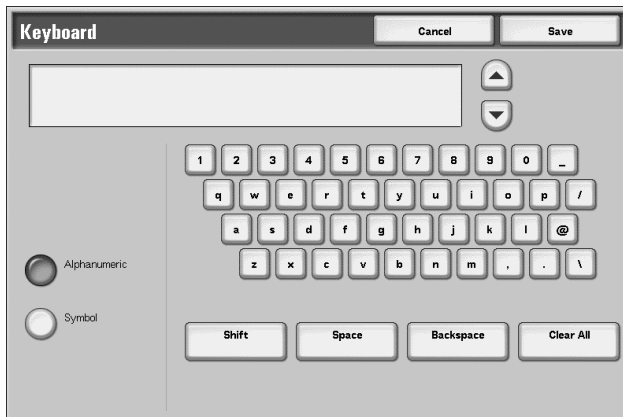 Keyboard Cancel Save
1 2 3 4 5 6 7 8 9 0 _
q w e r t y u i o p /
a s d f g h j k l @
z x c v b n m , . \
Alphanumeric
Symbol
Shift Space Backspace Clear All